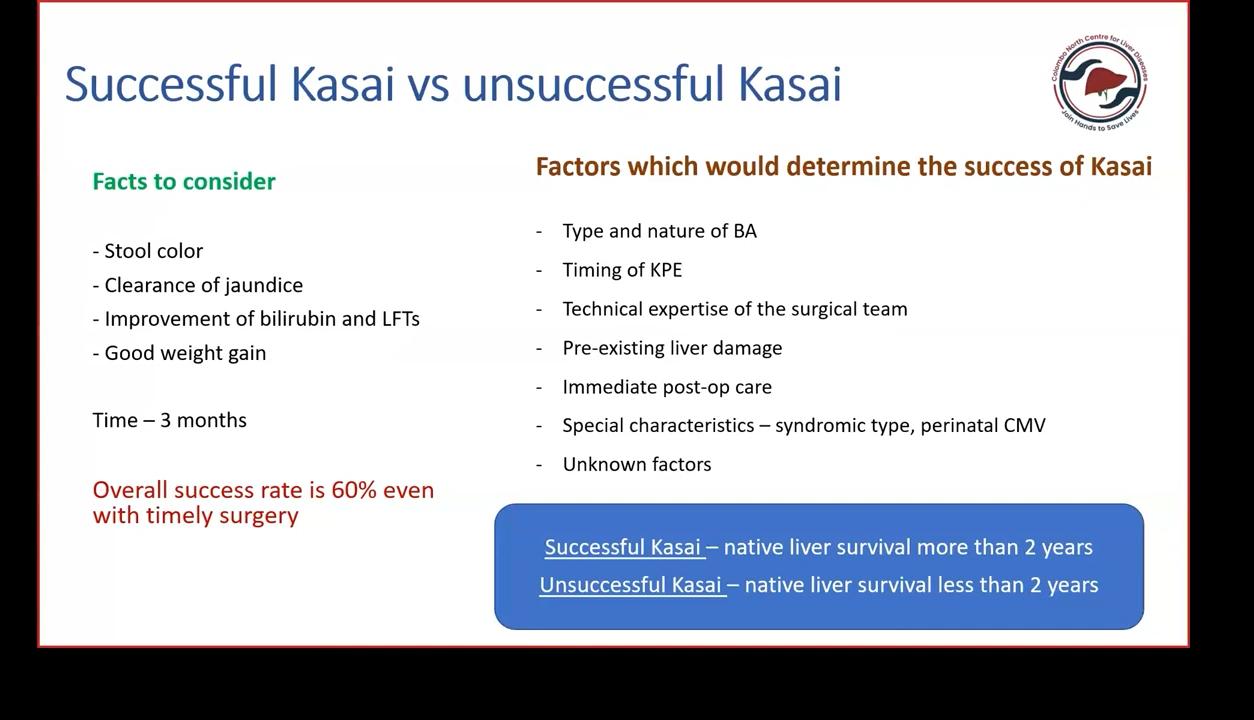 Successful Kasai vs unsuccessful Kasai
Colombo North Centre for Liver Diseases
Join Hands to Save Lives
Facts to consider
- Stool color
- Clearance of jaundice
- Improvement of bilirubin and LFTs
- Good weight gain
Time – 3 months
Overall success rate is 60% even
with timely surgery
Factors which would determine the success of Kasai
- Type and nature of BA
- Timing of KPE
- Technical expertise of the surgical team
- Pre-existing liver damage
- Immediate post-op care
- Special characteristics – syndromic type, perinatal CMV
- Unknown factors
Successful Kasai – native liver survival more than 2 years
Unsuccessful Kasai – native liver survival less than 2 years